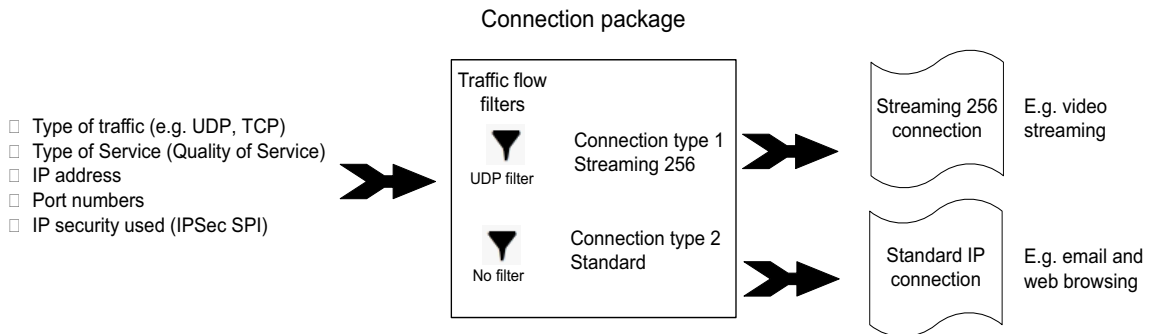 Connection package
□ Type of traffic (e.g. UDP, TCP)
□ Type of Service (Quality of Service)
□ IP address
□ Port numbers
□ IP security used (IPSec SPI)
Traffic flow
filters
UDP filter
Connection type 1
Streaming 256
No filter
Connection type 2
Standard
Streaming 256
connection
E.g. video
streaming
Standard IP
connection
E.g. email and
web browsing